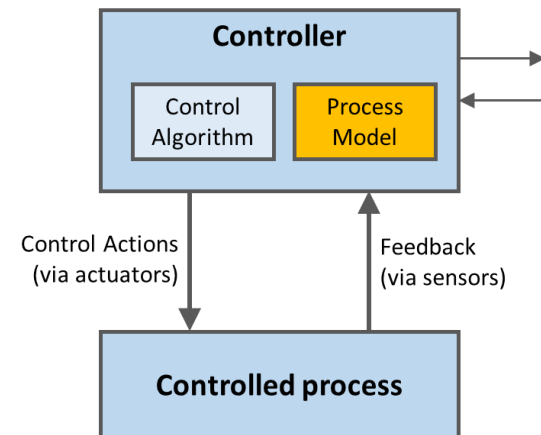 Controller
Control
Algorithm
Process
Model
Control Actions
(via actuators)
Feedback
(via sensors)
Controlled process